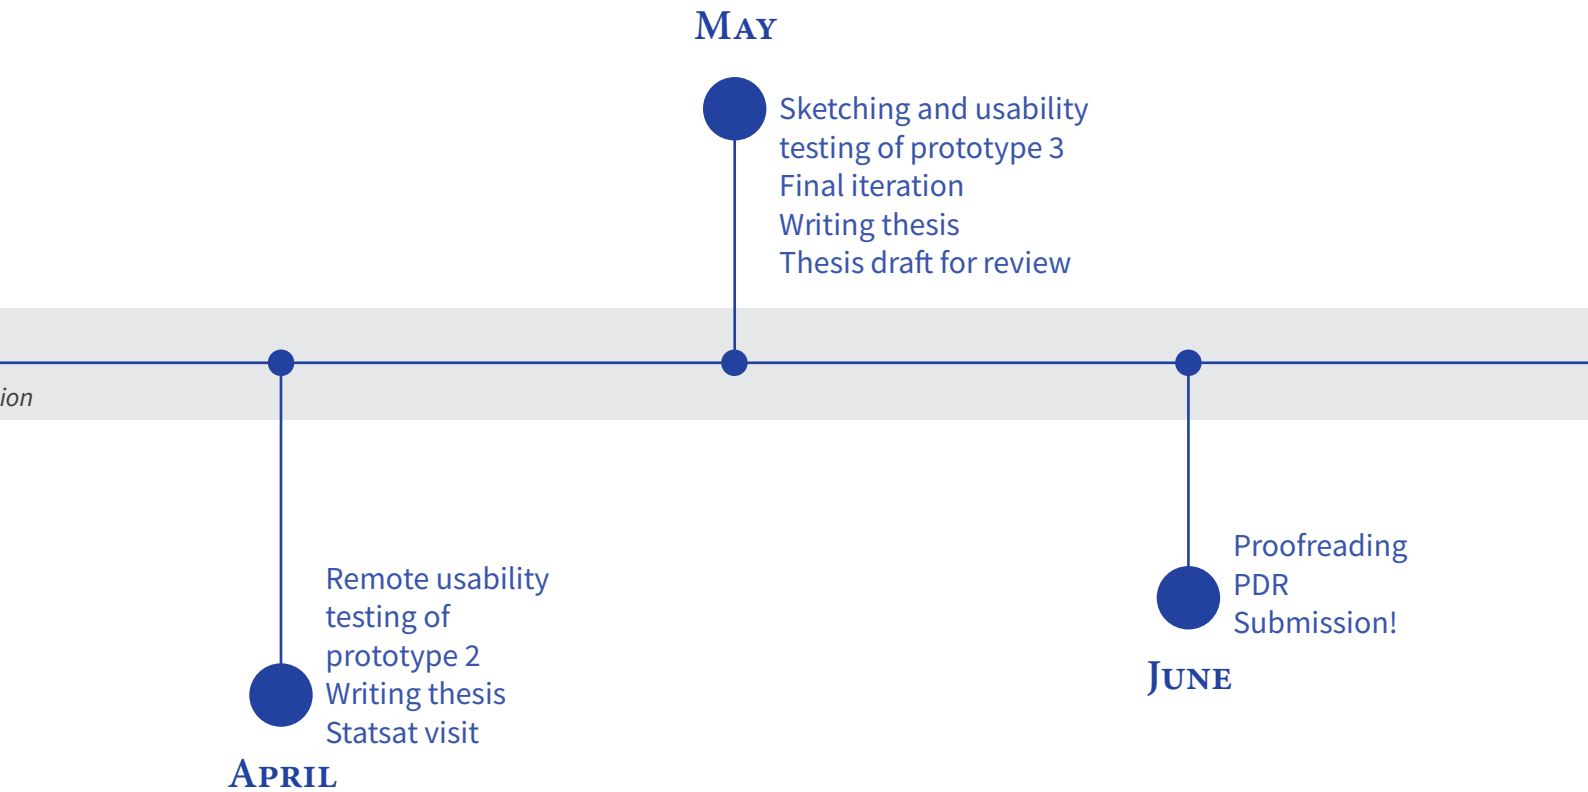 MAY
Sketching and usability
testing of prototype 3
Final iteration
Writing thesis
Thesis draft for review
ion
Remote usability
testing of
prototype 2
Writing thesis
Statsat visit
APRIL
Proofreading
PDR
Submission!
JUNE